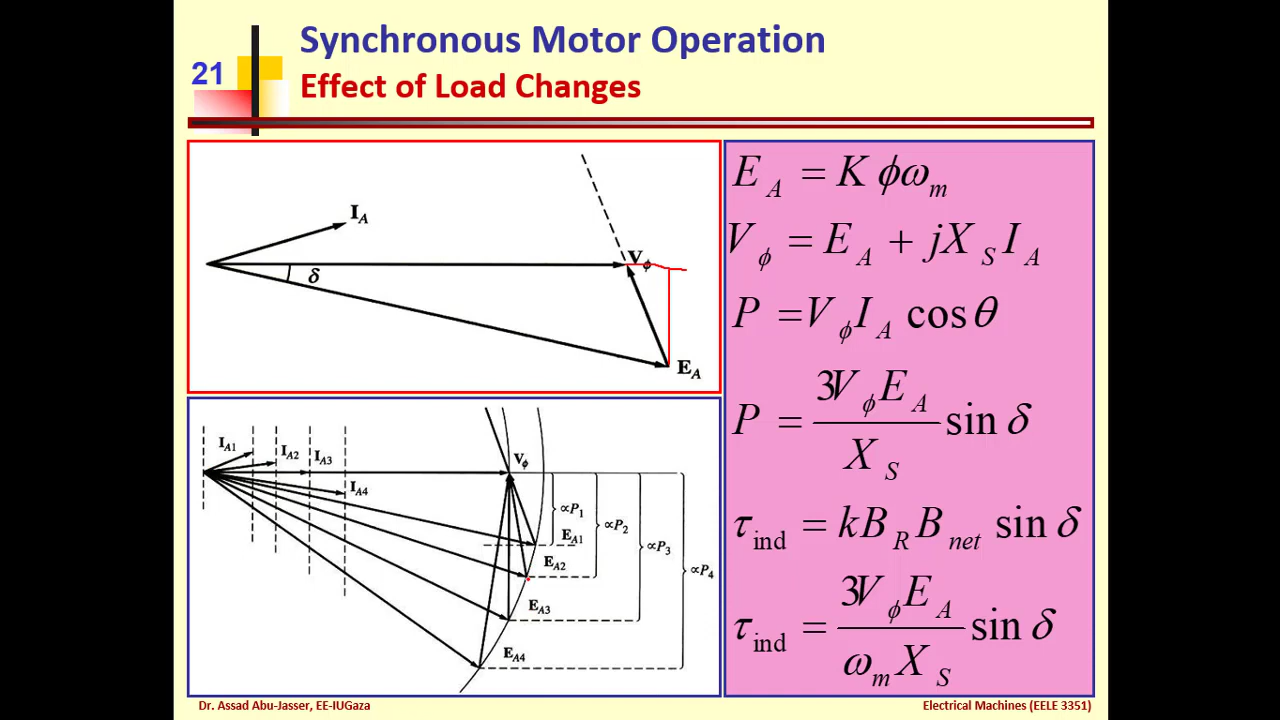 21
Synchronous Motor Operation
Effect of Load Changes
I_A
V_ϕ
δ
E_A
I_A1
I_A2
I_A3
I_A4
V_ϕ
∝P_1
∝P_2
∝P_3
∝P_4
E_A1
E_A2
E_A3
E_A4
E_A = K ϕω_m
V_ϕ = E_A + jX_S I_A
P = V_ϕ I_A cos θ
P = 3V_ϕ E_A / X_S sin δ
τ_ind = kB_R B_net sin δ
τ_ind = 3V_ϕ E_A / ω_m X_S sin δ
Dr. Assad Abu-Jasser, EE-IUGaza
Electrical Machines (EELE 3351)